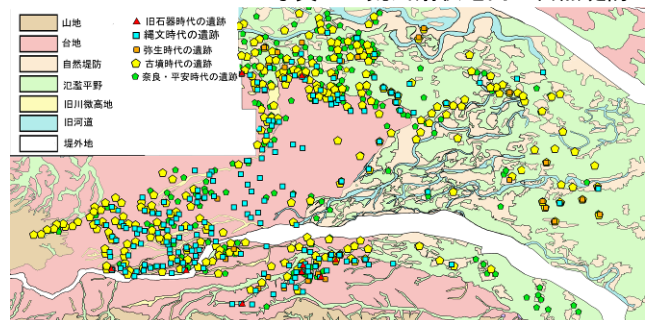 山地
台地
自然堤防
氾濫平野
旧川微高地
旧河道
堤外地
旧石器時代の遺跡
縄文時代の遺跡
弥生時代の遺跡
古墳時代の遺跡
奈良・平安時代の遺跡